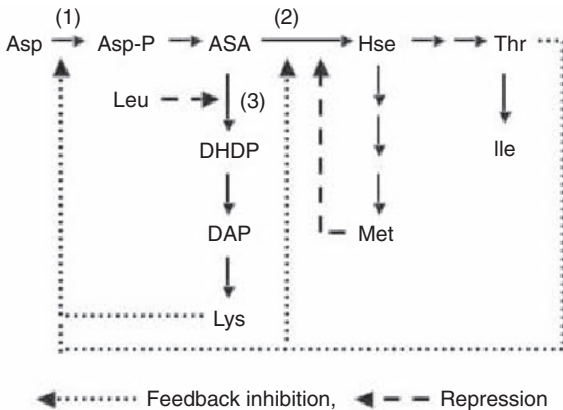 (1) (2)
Asp Asp-P ASA Hse Thr
Leu (3)
DHDP Ile
DAP Met
Lys
Feedback inhibition, Repression